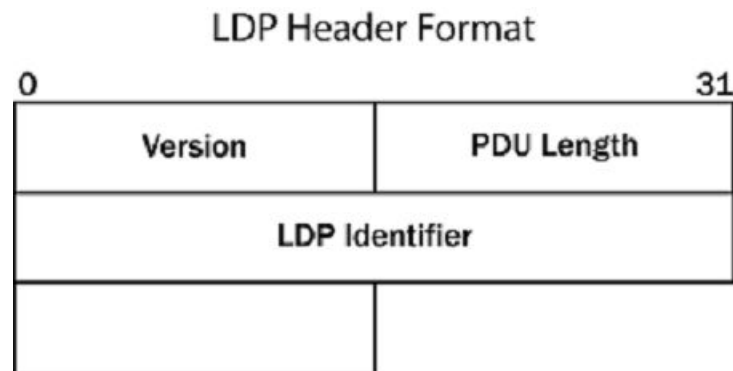 LDP Header Format
0 31
Version PDU Length
LDP Identifier